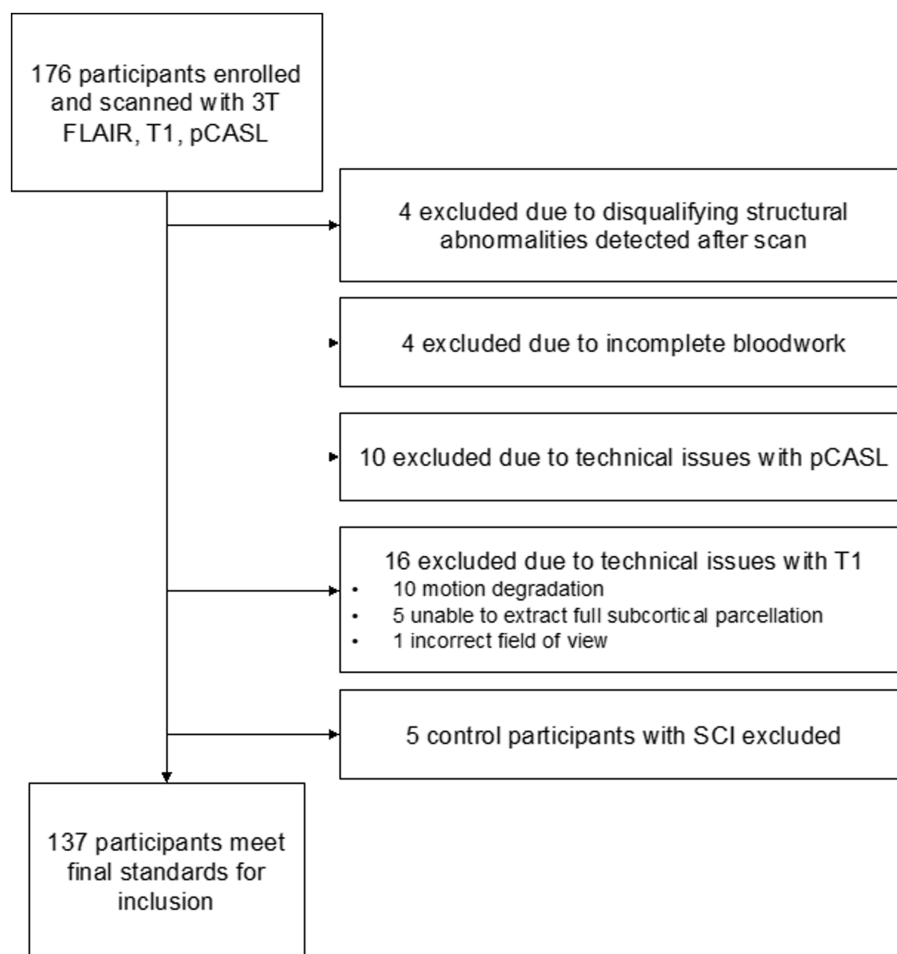 176 participants enrolled
and scanned with 3T
FLAIR, T1, pCASL
4 excluded due to disqualifying structural
abnormalities detected after scan
4 excluded due to incomplete bloodwork
10 excluded due to technical issues with pCASL
16 excluded due to technical issues with T1
• 10 motion degradation
• 5 unable to extract full subcortical parcellation
• 1 incorrect field of view
5 control participants with SCI excluded
137 participants meet
final standards for
inclusion